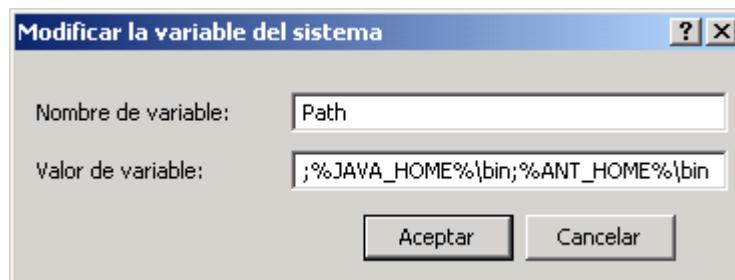 Modificar la variable del sistema
Nombre de variable: Path
Valor de variable: ;%JAVA_HOME%\bin;%ANT_HOME%\bin
Aceptar Cancelar